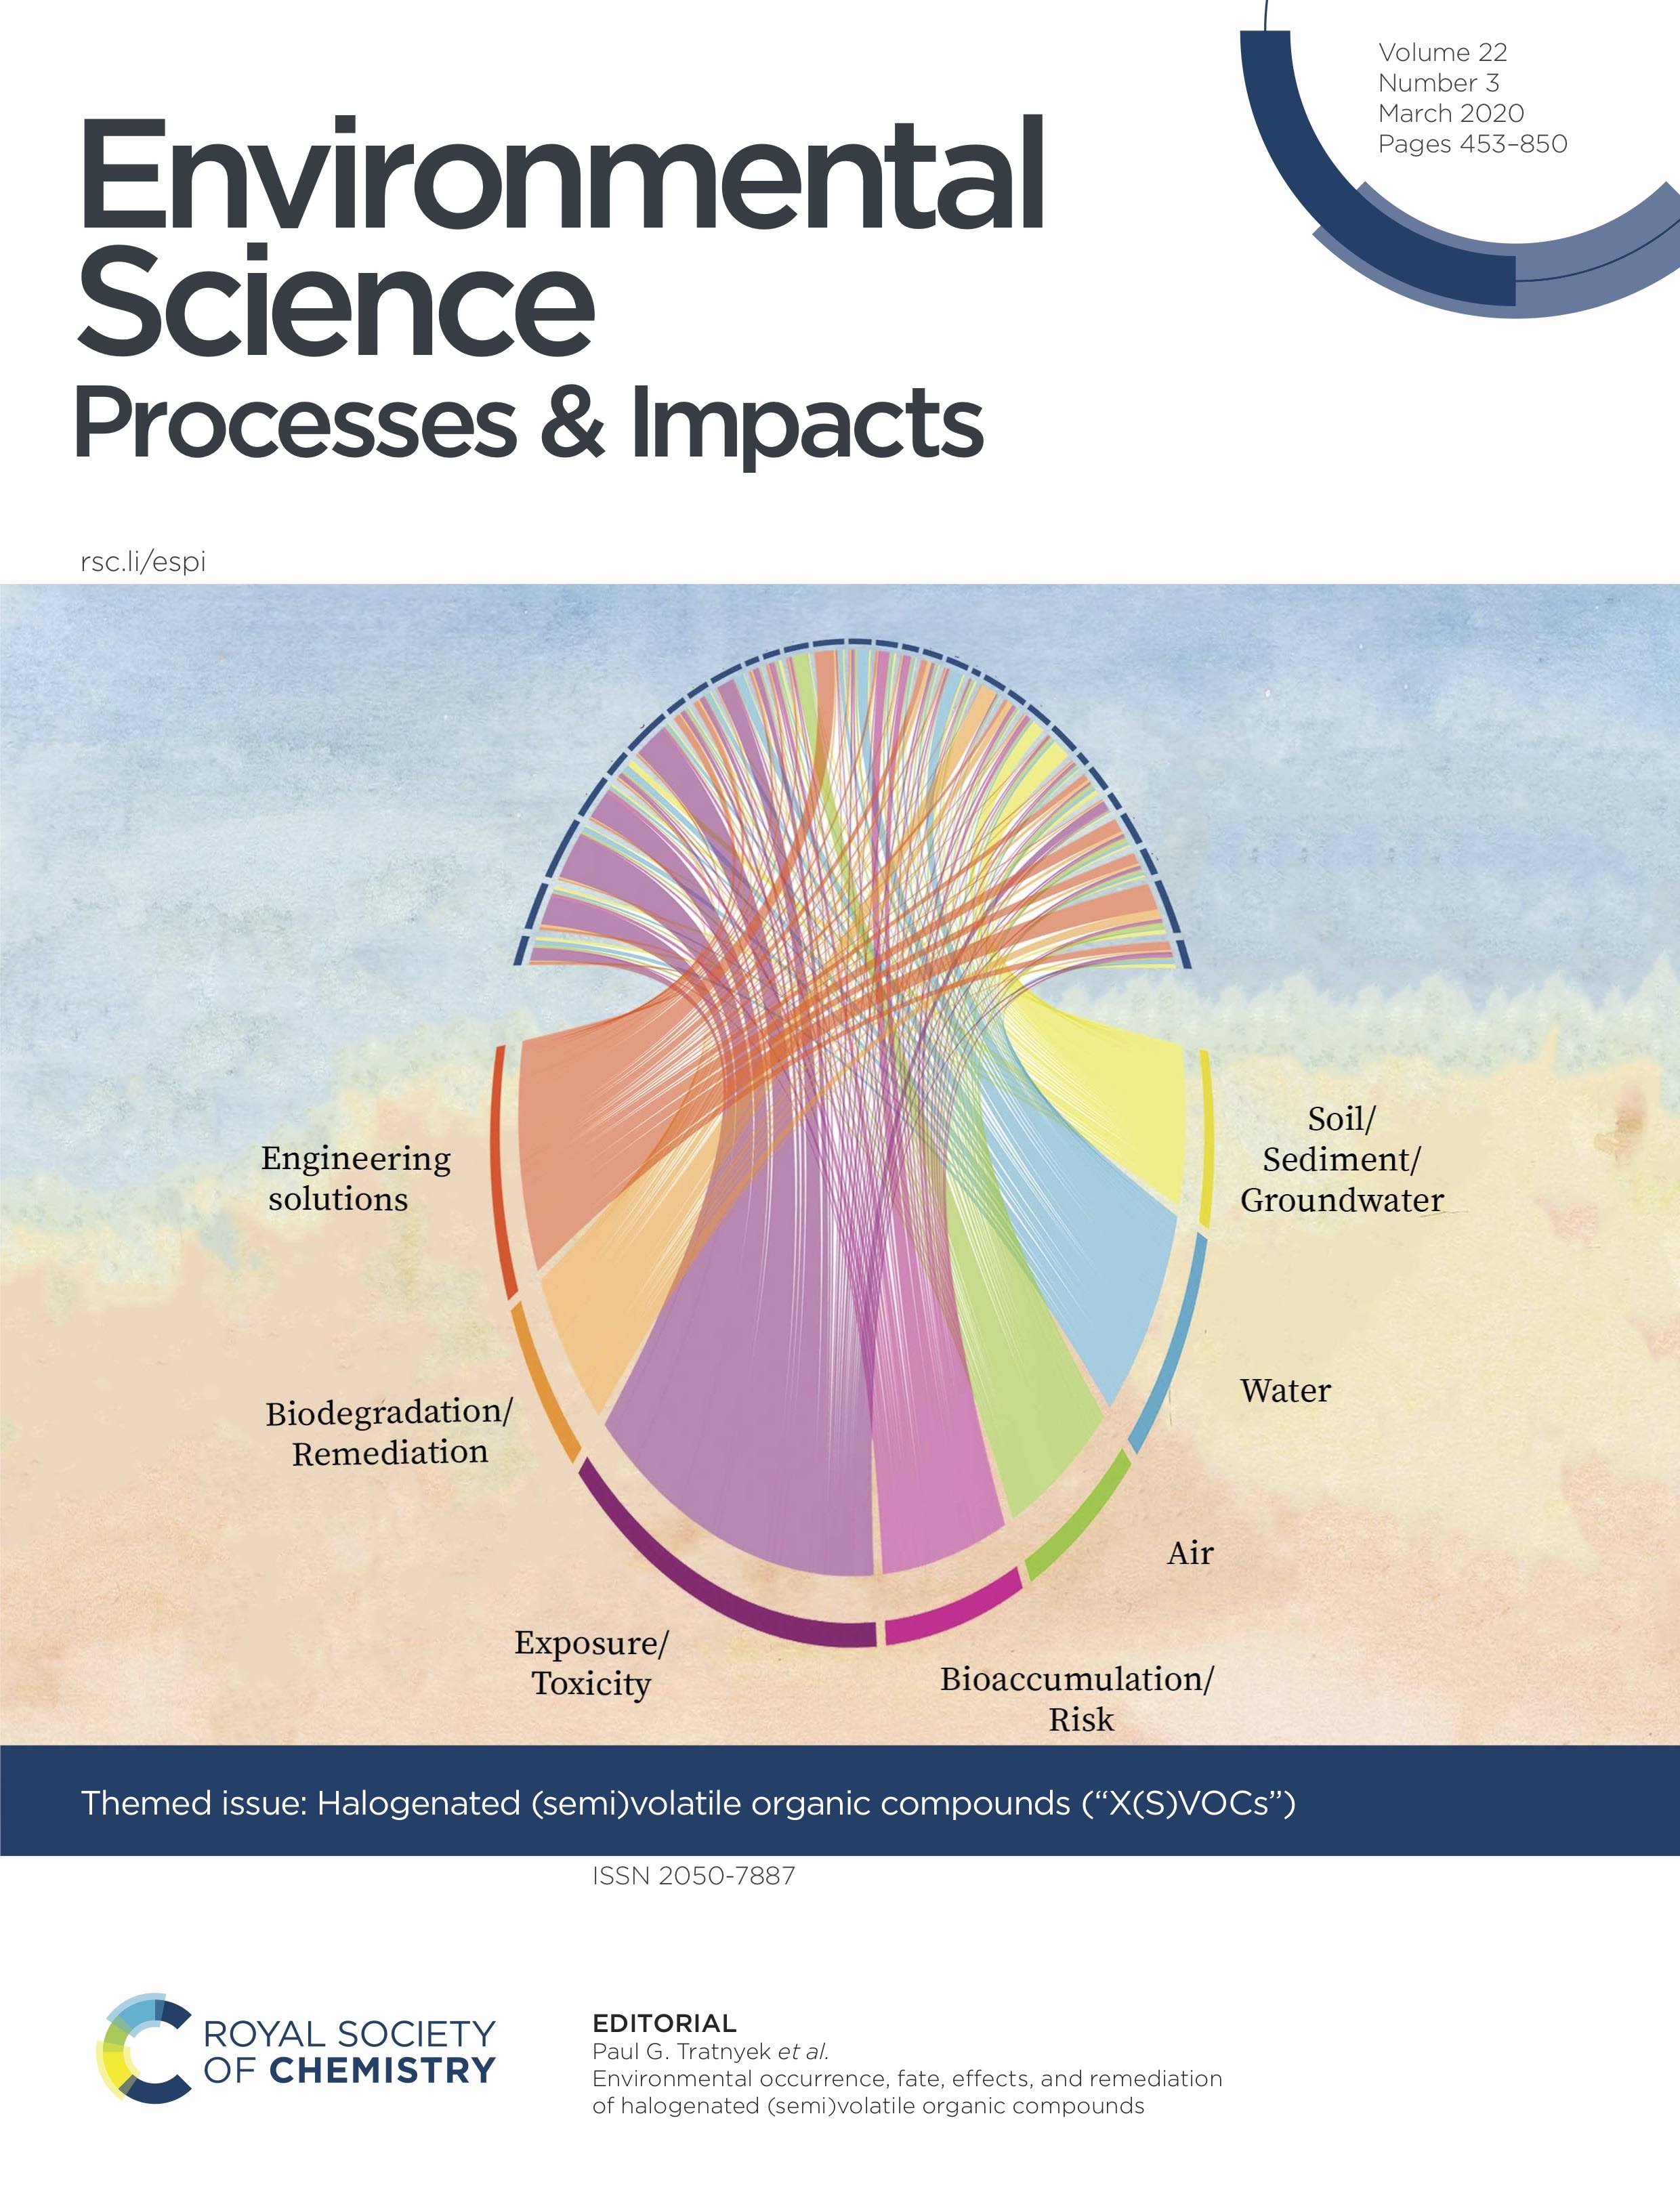 Volume 22
Number 3
March 2020
Pages 453–850
Environmental
Science
Processes & Impacts
rsc.li/espi
Engineering
solutions
Soil/
Sediment/
Groundwater
Biodegradation/
Remediation
Water
Air
Exposure/
Toxicity
Bioaccumulation/
Risk
Themed issue: Halogenated (semi)volatile organic compounds (“X(S)VOCs”)
ISSN 2050-7887
ROYAL SOCIETY
OF CHEMISTRY
EDITORIAL
Paul G. Tratnyek et al.
Environmental occurrence, fate, effects, and remediation
of halogenated (semi)volatile organic compounds